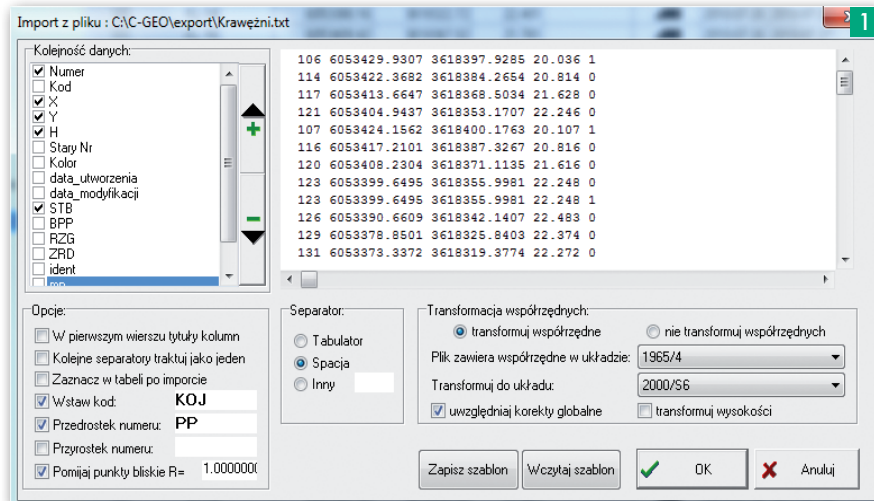 Import z pliku : C:\C-GEO\export\Krawężni.txt
1
Kolejność danych:
Numer
Kod
X
Y
H
Stary Nr
Kolor
data_utworzenia
data_modyfikacji
STB
BPP
RZG
ZRD
ident
106 6053429.9307 3618397.9285 20.036 1
114 6053422.3682 3618384.2654 20.814 0
117 6053413.6647 3618368.5034 21.628 0
121 6053404.9437 3618353.1707 22.246 0
107 6053424.1562 3618400.1763 20.107 1
116 6053417.2101 3618387.3267 20.816 0
120 6053408.2304 3618371.1135 21.616 0
123 6053399.6495 3618355.9981 22.248 0
123 6053399.6495 3618355.9981 22.248 1
126 6053390.6609 3618342.1407 22.483 0
129 6053378.8501 3618325.8403 22.374 0
131 6053373.3372 3618319.3774 22.272 0
Opcje:
W pierwszym wierszu tytuły kolumn
Kolejne separatory traktuj jako jeden
Zaznacz w tabeli po imporcie
Wstaw kod: KOJ
Przedrostek numeru: PP
Przyrostek numeru:
Pomijaj punkty bliskie R= 1.0000000
Separator:
Tabulator
Spacja
Inny
Transformacja współrzędnych:
transformuj współrzędne nie transformuj współrzędnych
Plik zawiera współrzędne w układzie: 1965/4
Transformuj do układu: 2000/S6
uwzględniaj korekty globalne transformuj wysokości
Zapisz szablon Wczytaj szablon OK Anuluj